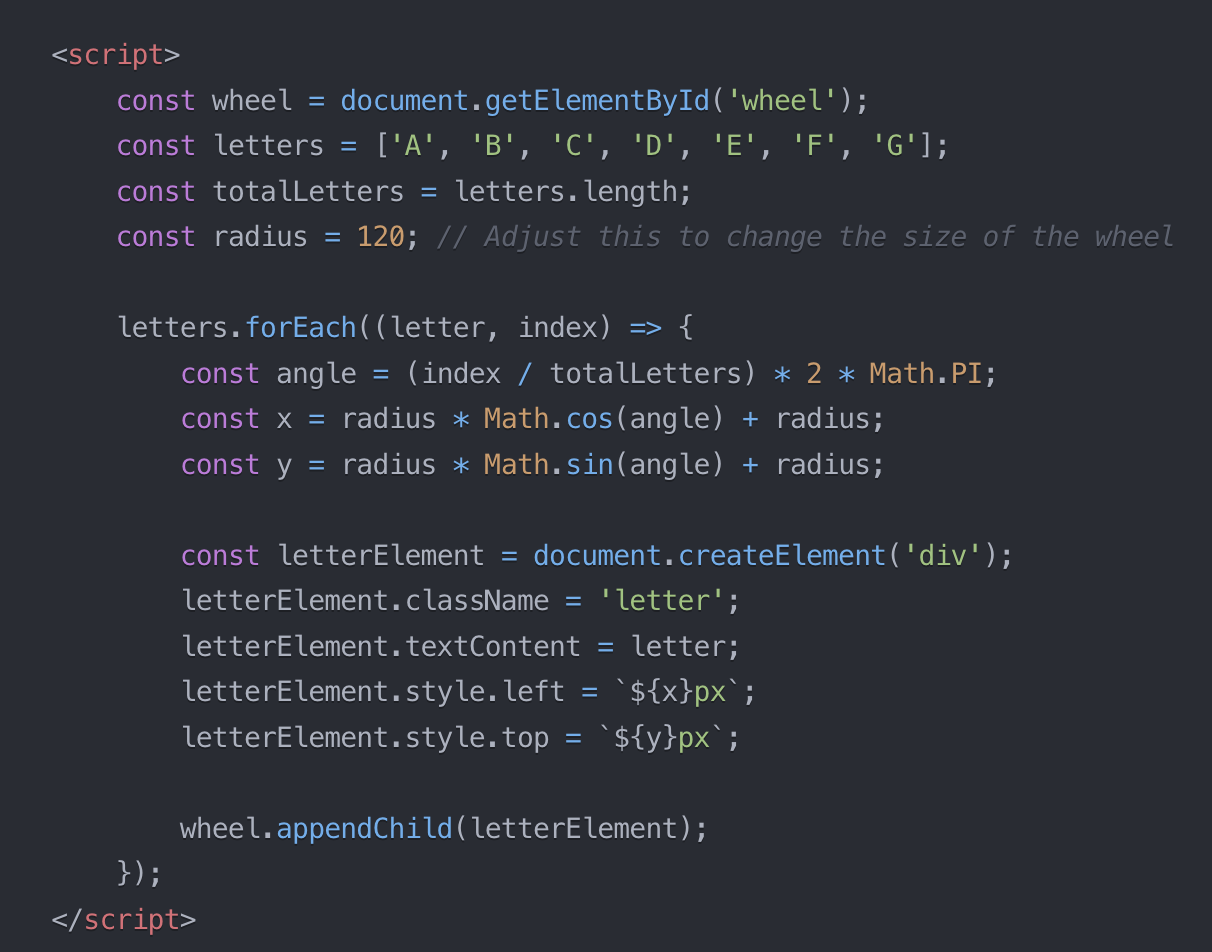 <script>
    const wheel = document.getElementById('wheel');
    const letters = ['A', 'B', 'C', 'D', 'E', 'F', 'G'];
    const totalLetters = letters.length;
    const radius = 120; // Adjust this to change the size of the wheel

    letters.forEach((letter, index) => {
        const angle = (index / totalLetters) * 2 * Math.PI;
        const x = radius * Math.cos(angle) + radius;
        const y = radius * Math.sin(angle) + radius;

        const letterElement = document.createElement('div');
        letterElement.className = 'letter';
        letterElement.textContent = letter;
        letterElement.style.left = `${x}px`;
        letterElement.style.top = `${y}px`;

        wheel.appendChild(letterElement);
    });
</script>